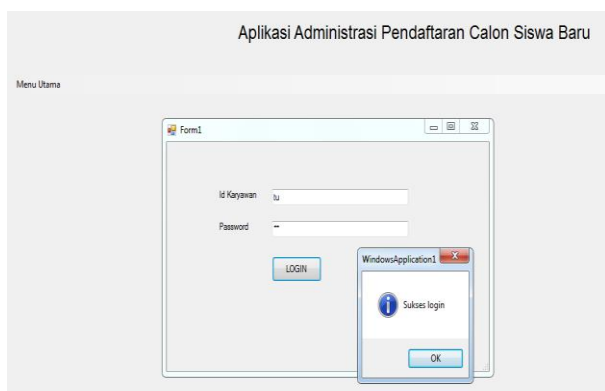 Aplikasi Administrasi Pendaftaran Calon Siswa Baru
Menu Utama
Form1
Id Karyawan tu
Password
LOGIN
WindowsApplication1
Sukses login
OK